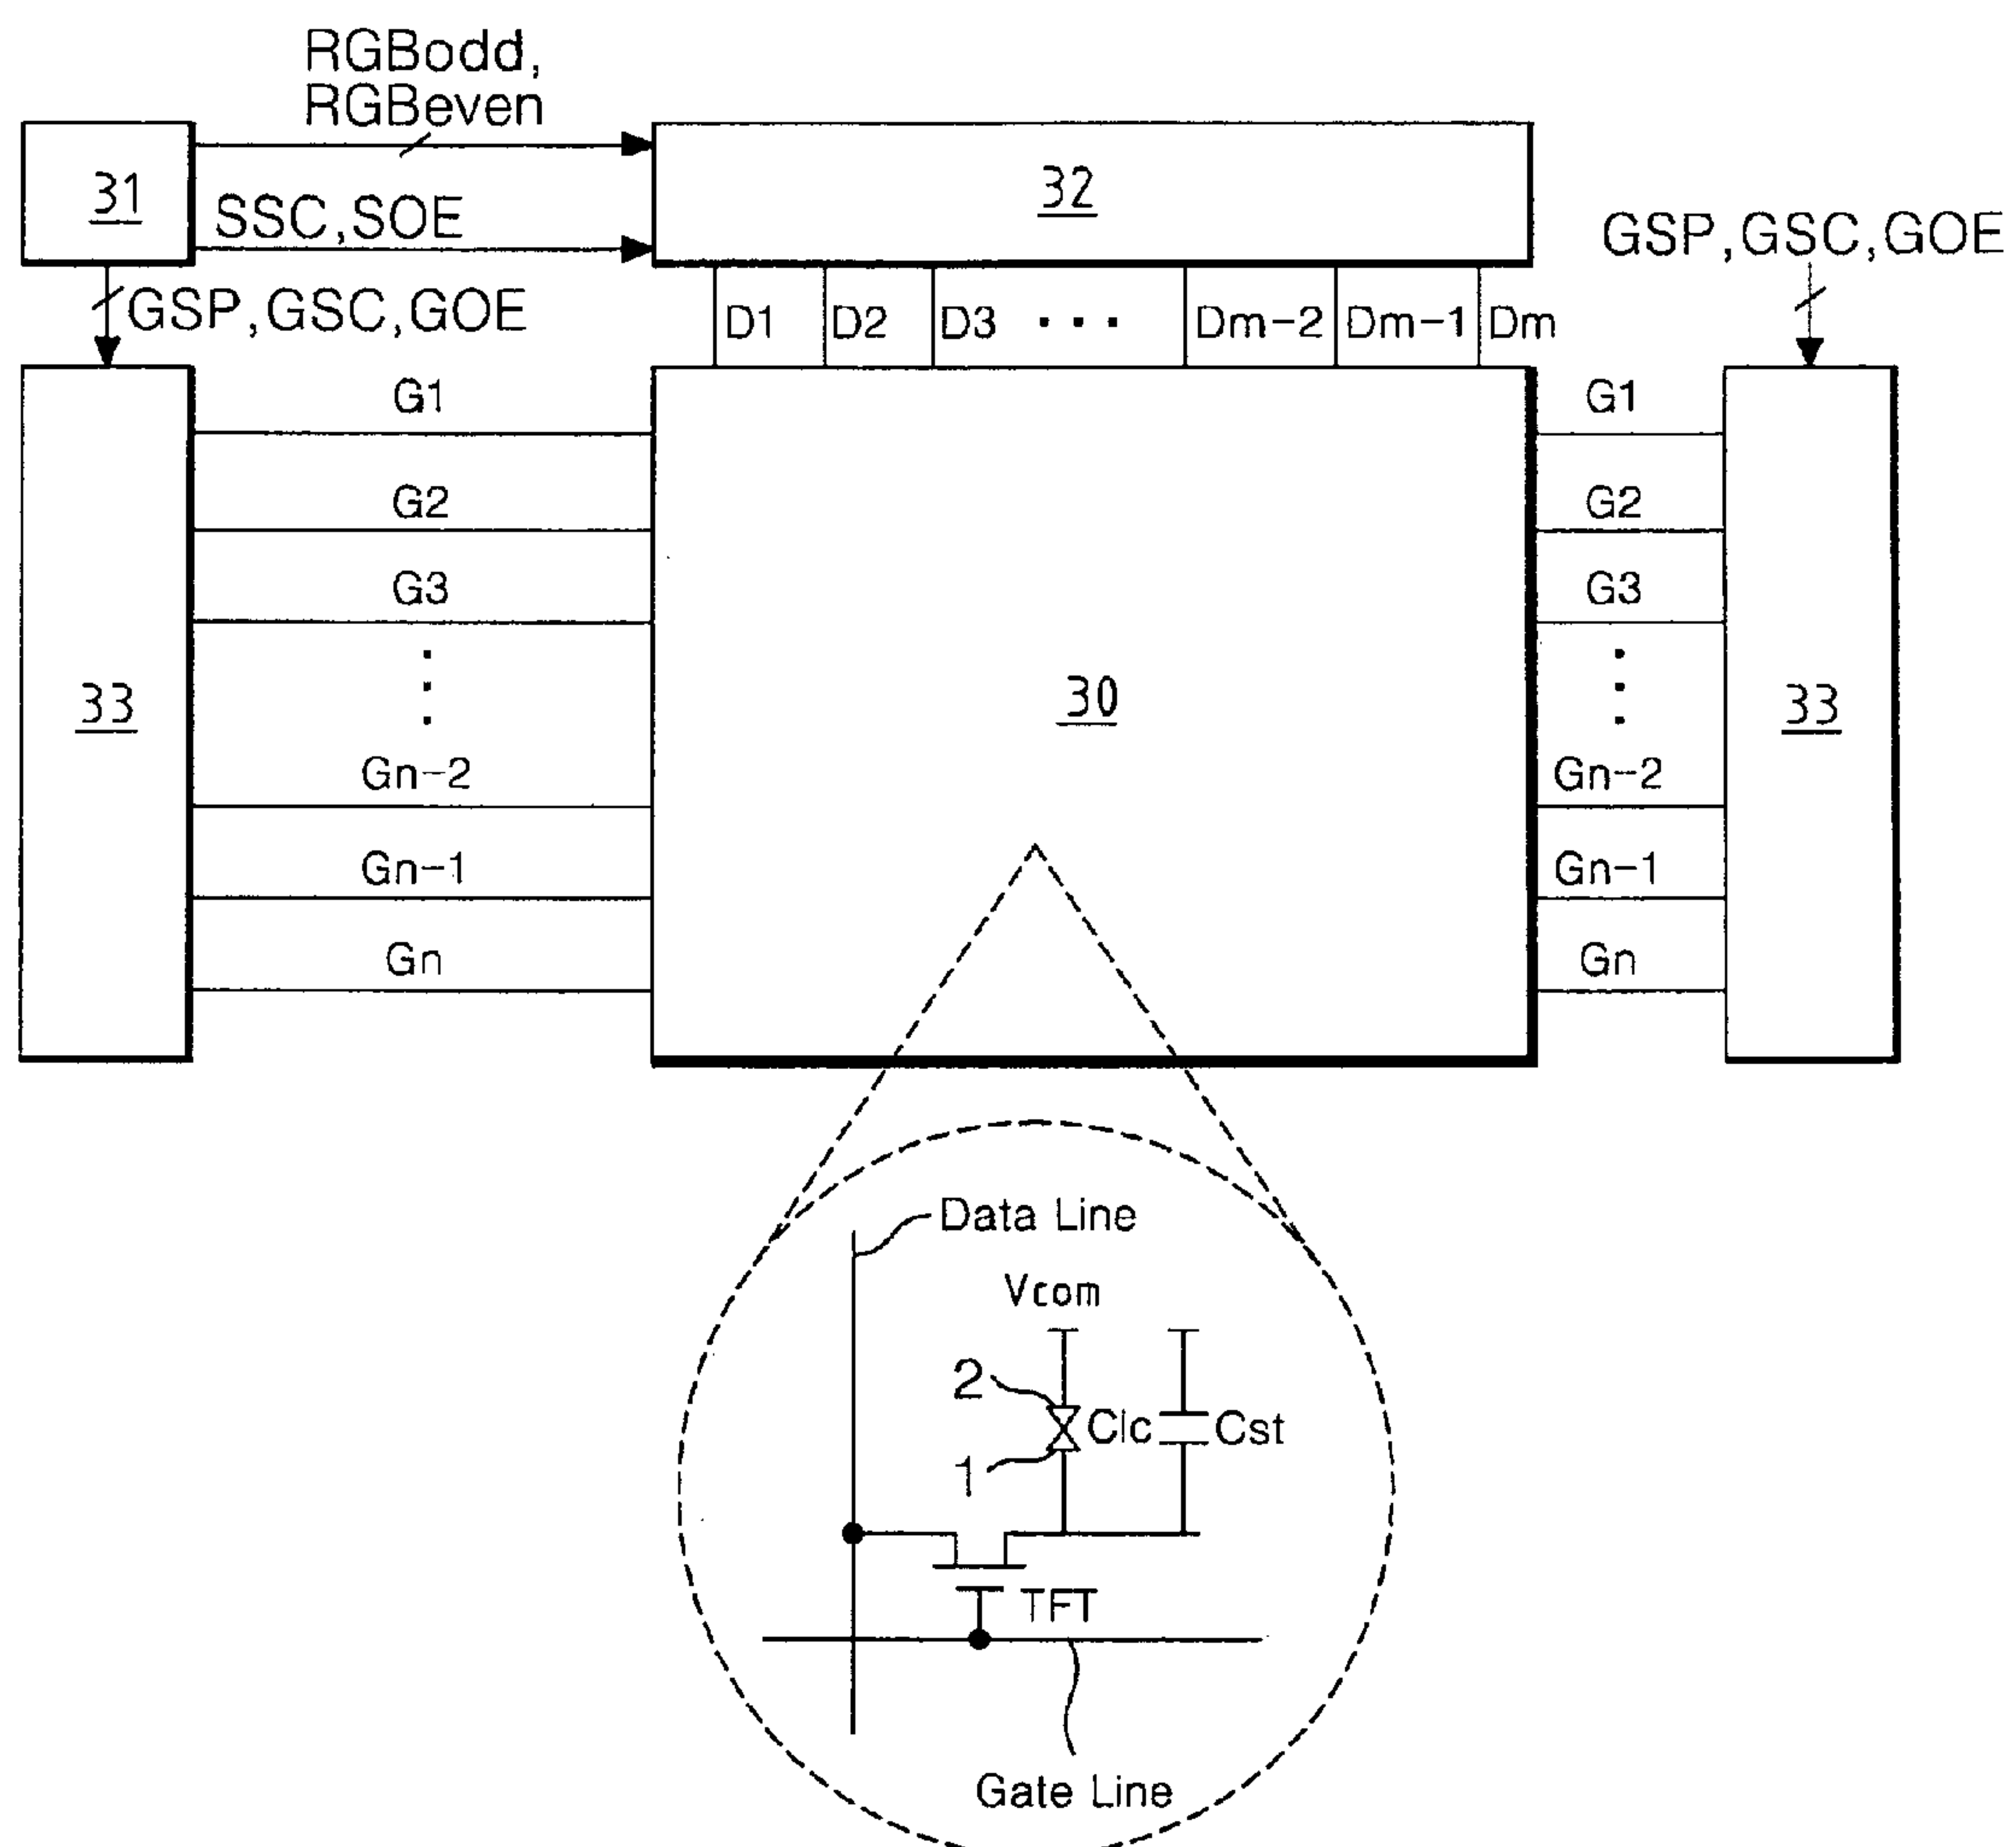 RGBodd,
RGBeven
31
SSC,SOE
32
GSP,GSC,GOE
GSP,GSC,GOE
D1 D2 D3 ··· Dm-2 Dm-1 Dm
G1
G2
G3
Gn-2
Gn-1
Gn
33
30
G1
G2
G3
Gn-2
Gn-1
Gn
33
Data Line
Vcom
2
Clc
Cst
1
TFT
Gate Line